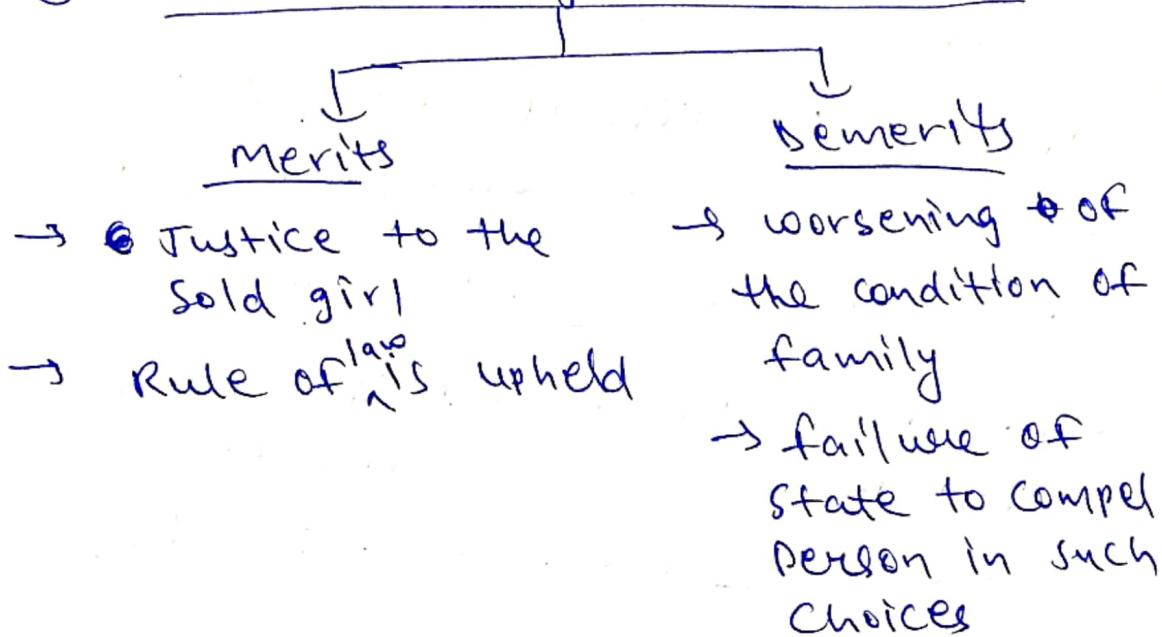 Merits
→ Justice to the
Sold girl
→ Rule of law is upheld
Demerits
→ worsening of
the condition of
family
→ failure of
State to compel
person in such
Choices